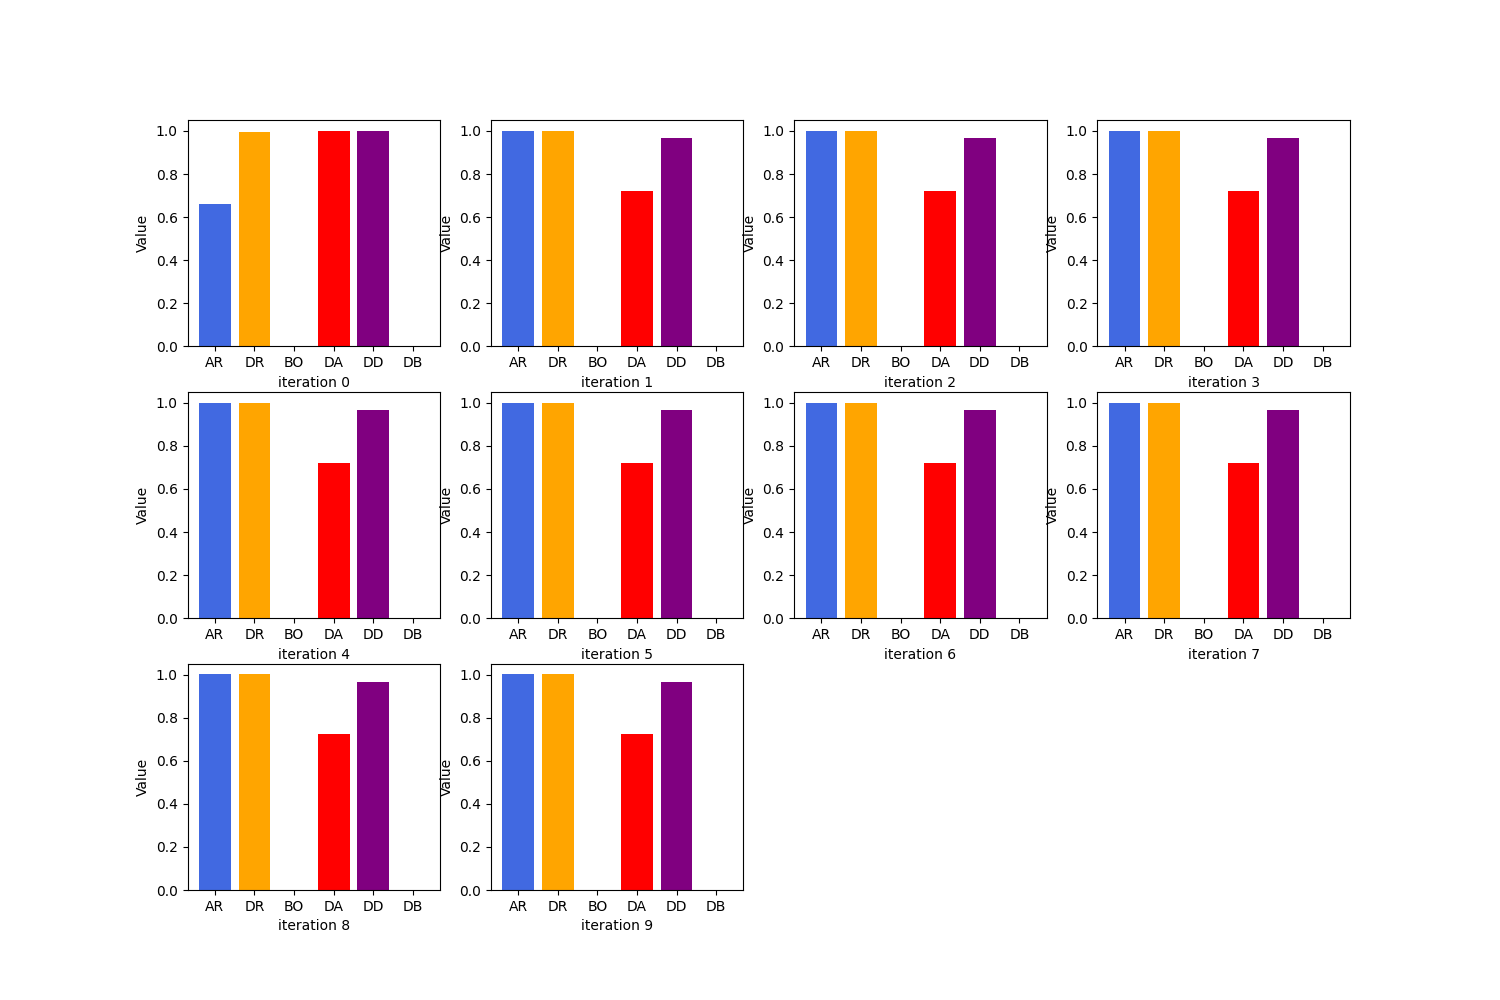 Value
1.0
0.8
0.6
0.4
0.2
0.0
AR DR BO DA DD DB
iteration 0
Value
1.0
0.8
0.6
0.4
0.2
0.0
AR DR BO DA DD DB
iteration 1
Value
1.0
0.8
0.6
0.4
0.2
0.0
AR DR BO DA DD DB
iteration 2
Value
1.0
0.8
0.6
0.4
0.2
0.0
AR DR BO DA DD DB
iteration 3
Value
1.0
0.8
0.6
0.4
0.2
0.0
AR DR BO DA DD DB
iteration 4
Value
1.0
0.8
0.6
0.4
0.2
0.0
AR DR BO DA DD DB
iteration 5
Value
1.0
0.8
0.6
0.4
0.2
0.0
AR DR BO DA DD DB
iteration 6
Value
1.0
0.8
0.6
0.4
0.2
0.0
AR DR BO DA DD DB
iteration 7
Value
1.0
0.8
0.6
0.4
0.2
0.0
AR DR BO DA DD DB
iteration 8
Value
1.0
0.8
0.6
0.4
0.2
0.0
AR DR BO DA DD DB
iteration 9